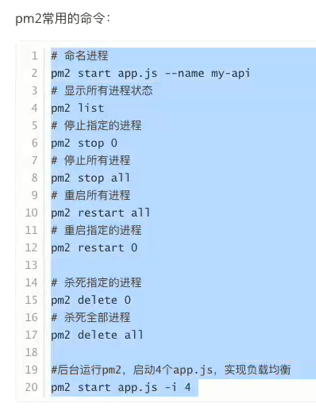 pm2常用的命令：
1 # 命名进程
2 pm2 start app.js --name my-api
3 # 显示所有进程状态
4 pm2 list
5 # 停止指定的进程
6 pm2 stop 0
7 # 停止所有进程
8 pm2 stop all
9 # 重启所有进程
10 pm2 restart all
11 # 重启指定的进程
12 pm2 restart 0
13
14 # 杀死指定的进程
15 pm2 delete 0
16 # 杀死全部进程
17 pm2 delete all
18
19 #后台运行pm2，启动4个app.js，实现负载均衡
20 pm2 start app.js -i 4